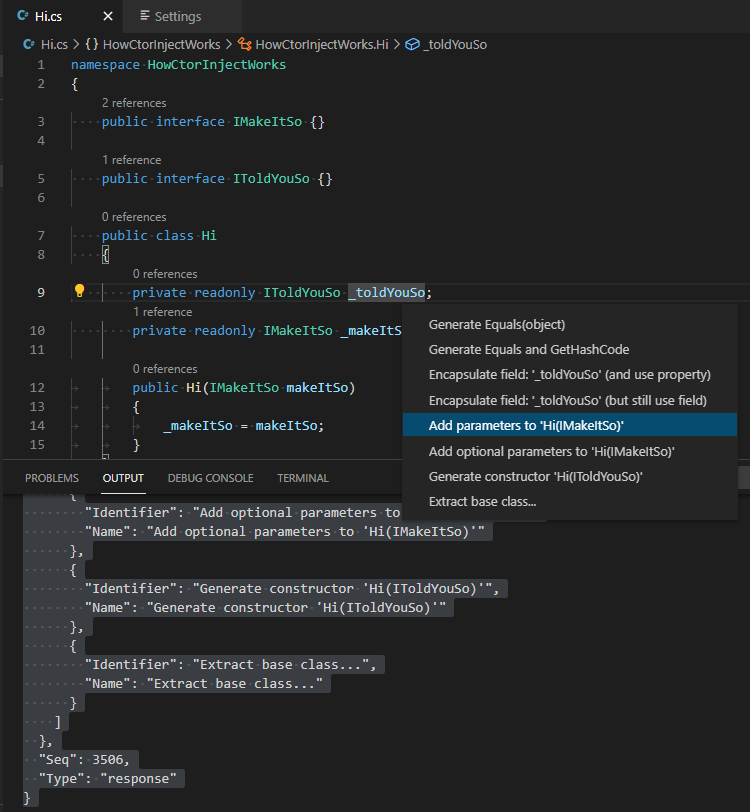 Hi.cs Settings
Hi.cs > {} HowCtorInjectWorks > HowCtorInjectWorks.Hi > _toldYouSo
1 namespace HowCtorInjectWorks
2 {
2 references
3 public interface IMakeItSo {}
4
1 reference
5 public interface IToldYouSo {}
6
0 references
7 public class Hi
8 {
0 references
9 private readonly IToldYouSo _toldYouSo;
1 reference
10 private readonly IMakeItSo _makeItS
11
0 references
12 public Hi(IMakeItSo makeItSo)
13 {
14 _makeItSo = makeItSo;
15 }
Generate Equals(object)
Generate Equals and GetHashCode
Encapsulate field: '_toldYouSo' (and use property)
Encapsulate field: '_toldYouSo' (but still use field)
Add parameters to 'Hi(IMakeItSo)'
Add optional parameters to 'Hi(IMakeItSo)'
Generate constructor 'Hi(IToldYouSo)'
Extract base class...
PROBLEMS OUTPUT DEBUG CONSOLE TERMINAL
{
"Identifier": "Add optional parameters to
"Name": "Add optional parameters to 'Hi(IMakeItSo)'"
},
{
"Identifier": "Generate constructor 'Hi(IToldYouSo)'",
"Name": "Generate constructor 'Hi(IToldYouSo)'"
},
{
"Identifier": "Extract base class...",
"Name": "Extract base class..."
}
]
},
"Seq": 3506,
"Type": "response"
}